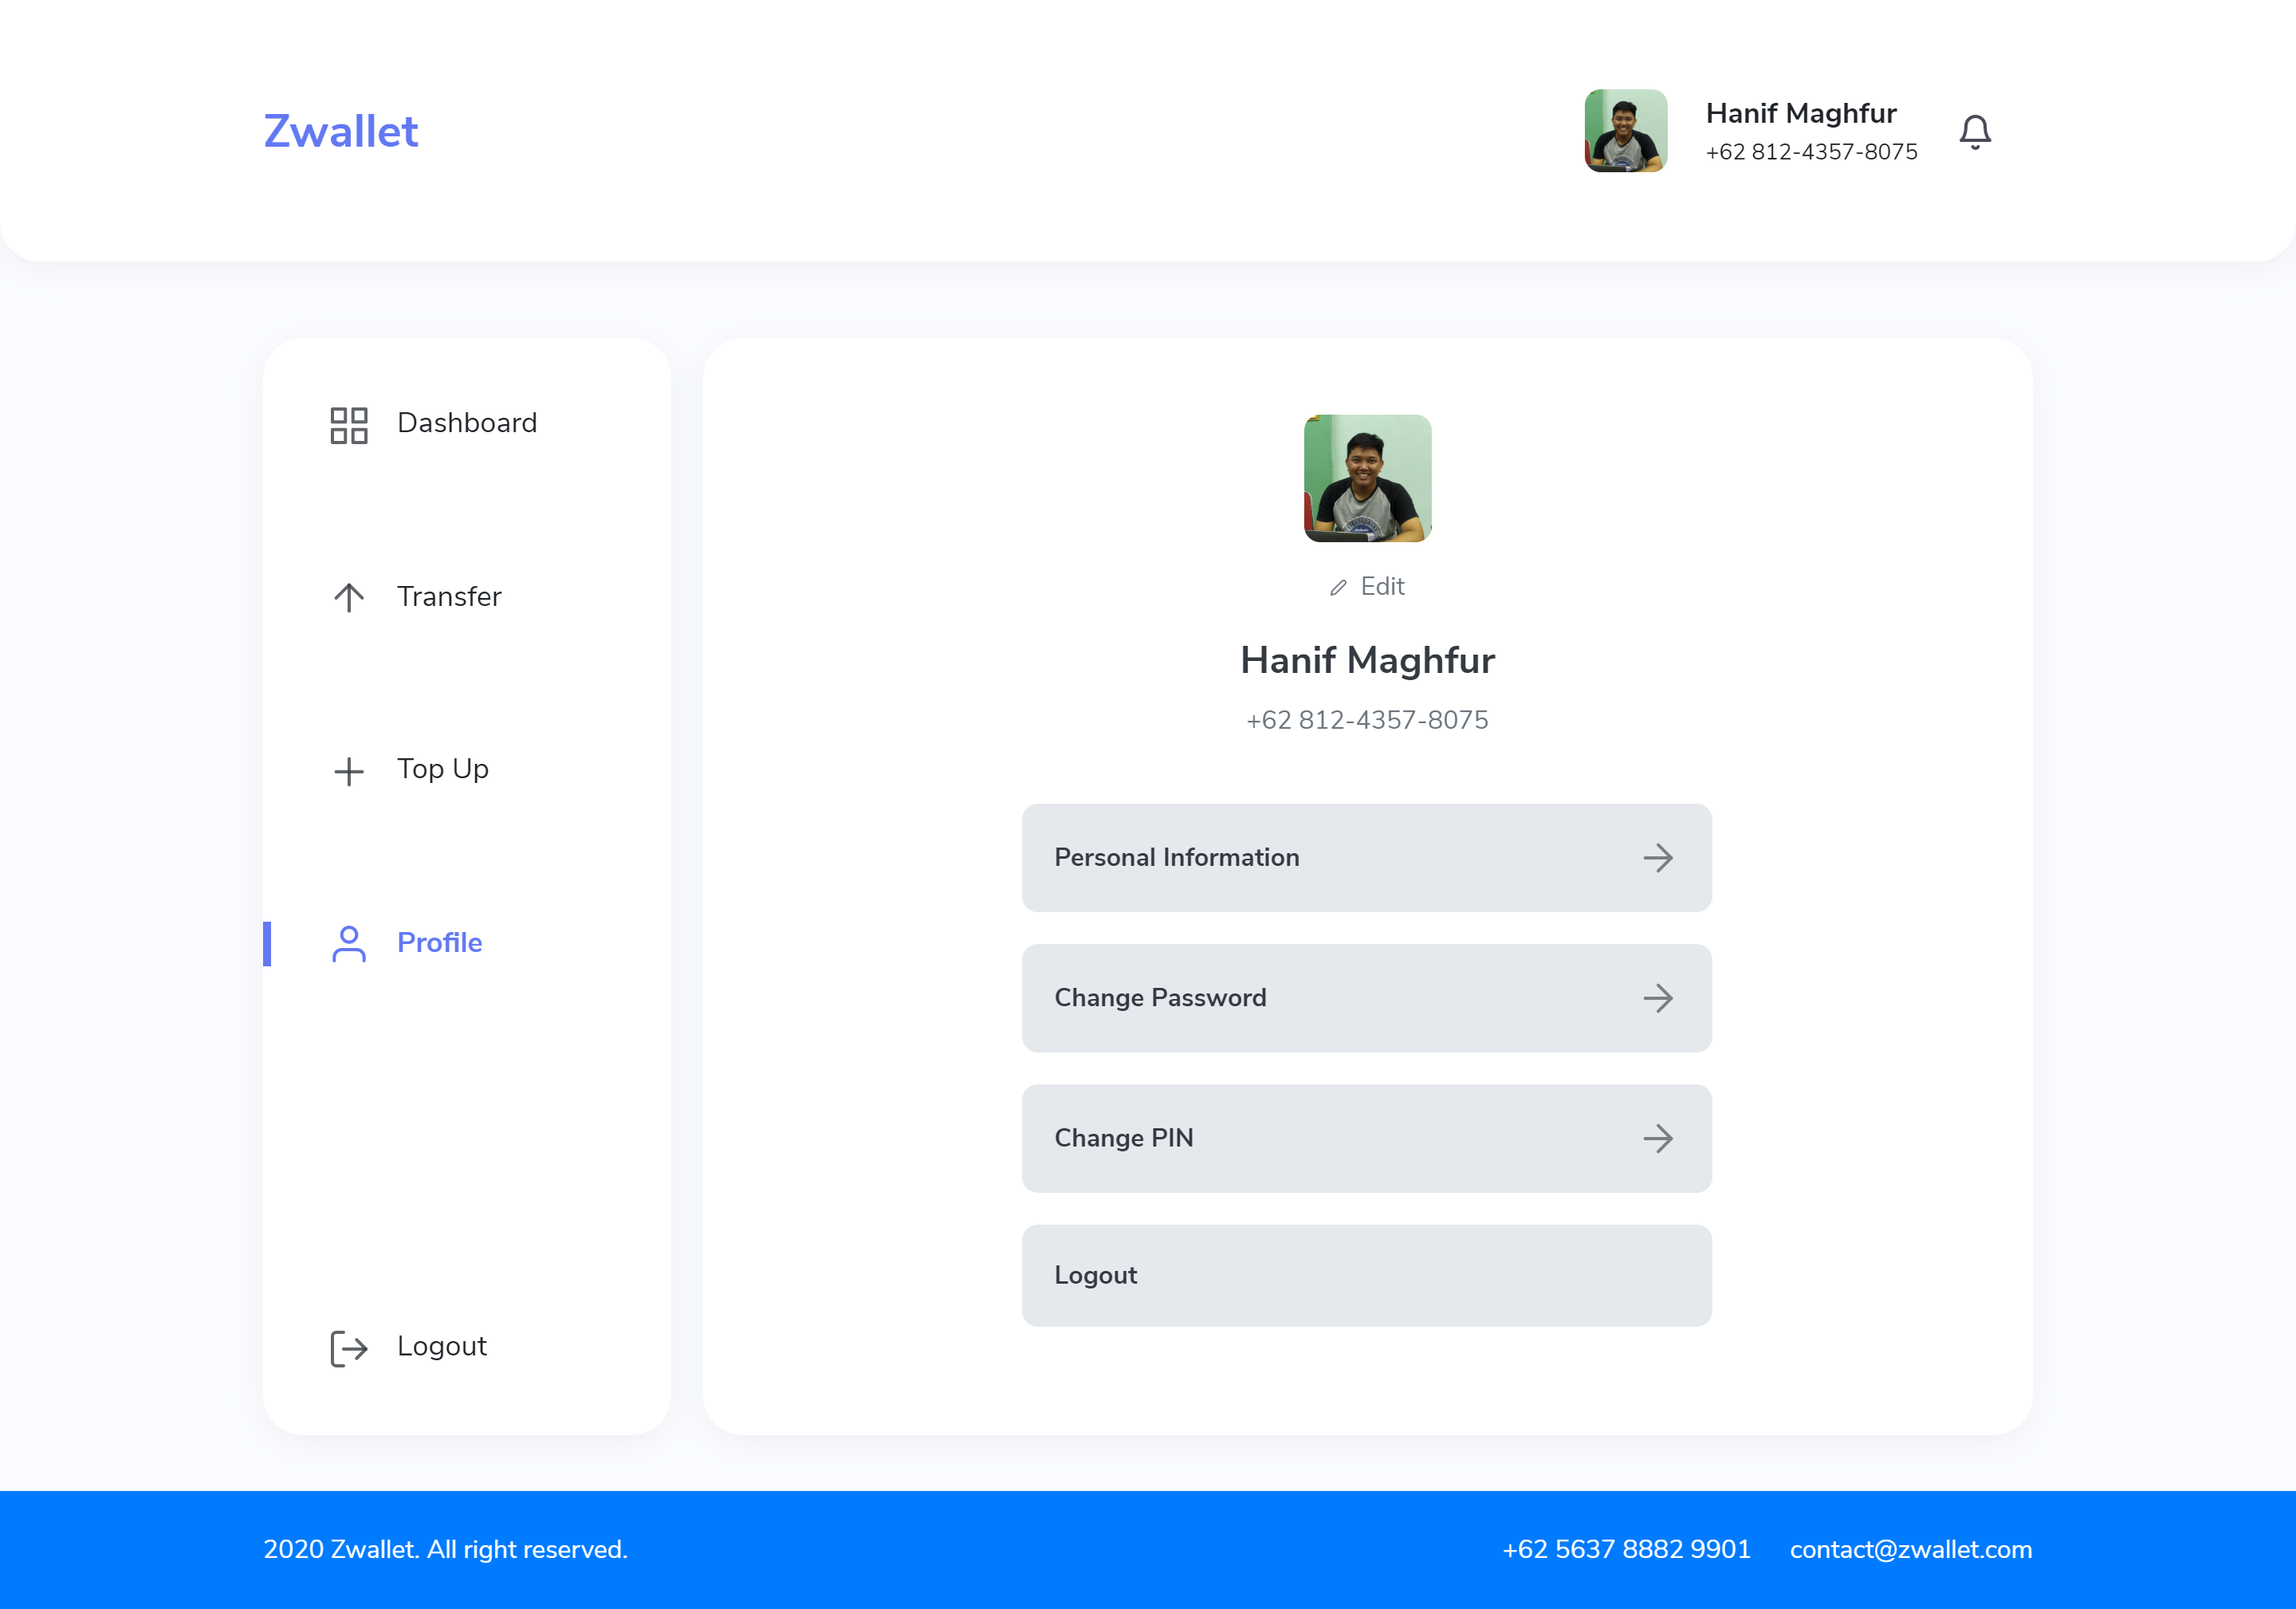 Zwallet
Hanif Maghfur
+62 812-4357-8075
Dashboard
Transfer
Top Up
Profile
Logout
Edit
Hanif Maghfur
+62 812-4357-8075
Personal Information
Change Password
Change PIN
Logout
2020 Zwallet. All right reserved.
+62 5637 8882 9901
contact@zwallet.com